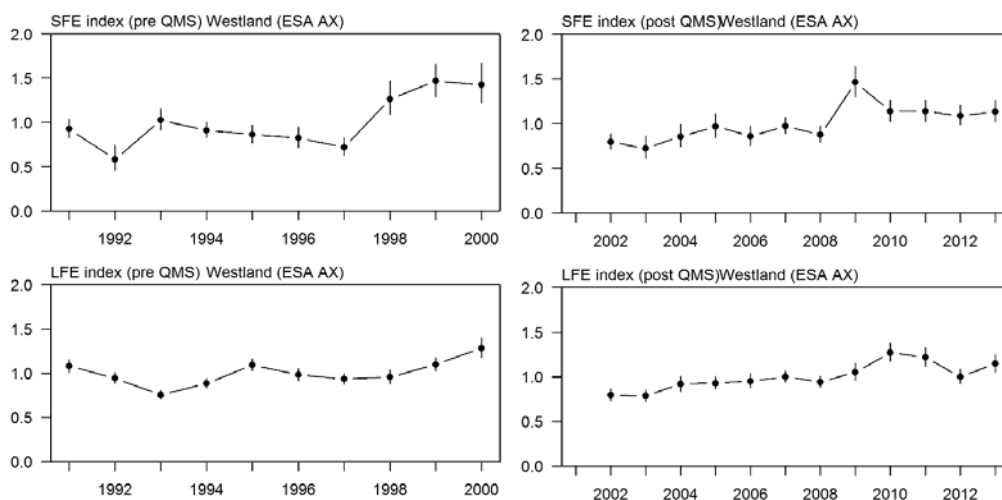 SFE index (pre QMS) Westland (ESA AX)
2.0
1.5
1.0
0.5
0.0
1992 1994 1996 1998 2000
SFE index (post QMS)Westland (ESA AX)
2.0
1.5
1.0
0.5
0.0
2002 2004 2006 2008 2010 2012
LFE index (pre QMS) Westland (ESA AX)
2.0
1.5
1.0
0.5
0.0
1992 1994 1996 1998 2000
LFE index (post QMS)Westland (ESA AX)
2.0
1.5
1.0
0.5
0.0
2002 2004 2006 2008 2010 2012